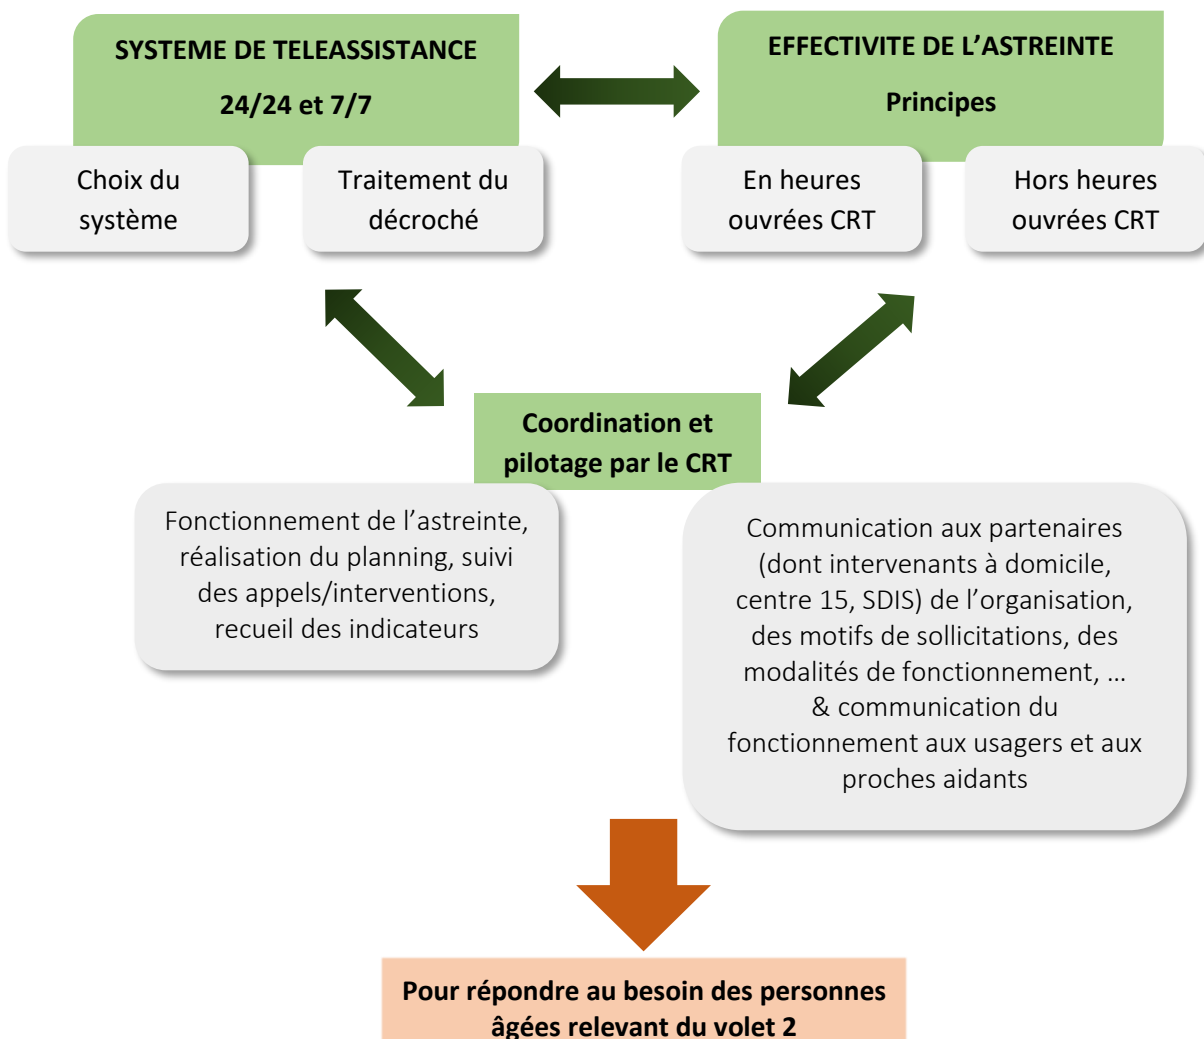 SYSTEME DE TELEASSISTANCE
24/24 et 7/7
EFFECTIVITE DE L’ASTREINTE
Principes
Choix du
système
Traitement du
décroché
En heures
ouvrées CRT
Hors heures
ouvrées CRT
Coordination et
pilotage par le CRT
Fonctionnement de l’astreinte,
réalisation du planning, suivi
des appels/interventions,
recueil des indicateurs
Communication aux partenaires
(dont intervenants à domicile,
centre 15, SDIS) de l’organisation,
des motifs de sollicitations, des
modalités de fonctionnement, …
& communication du
fonctionnement aux usagers et aux
proches aidants
Pour répondre au besoin des personnes
âgées relevant du volet 2